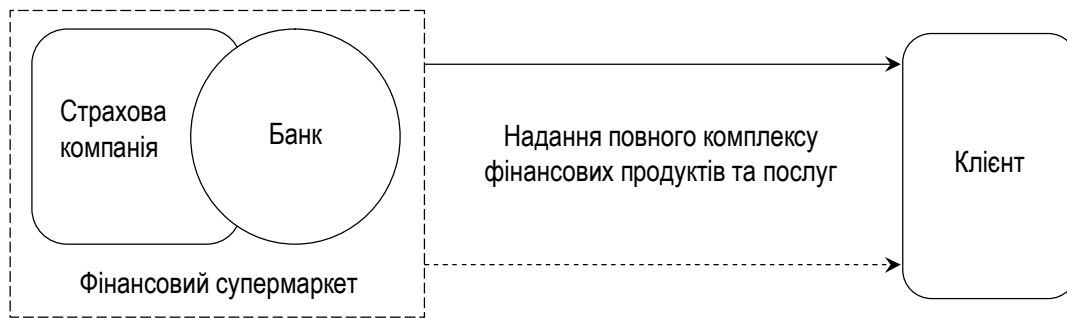 Страхова
компанія
Банк
Фінансовий супермаркет
Надання повного комплексу
фінансових продуктів та послуг
Клієнт